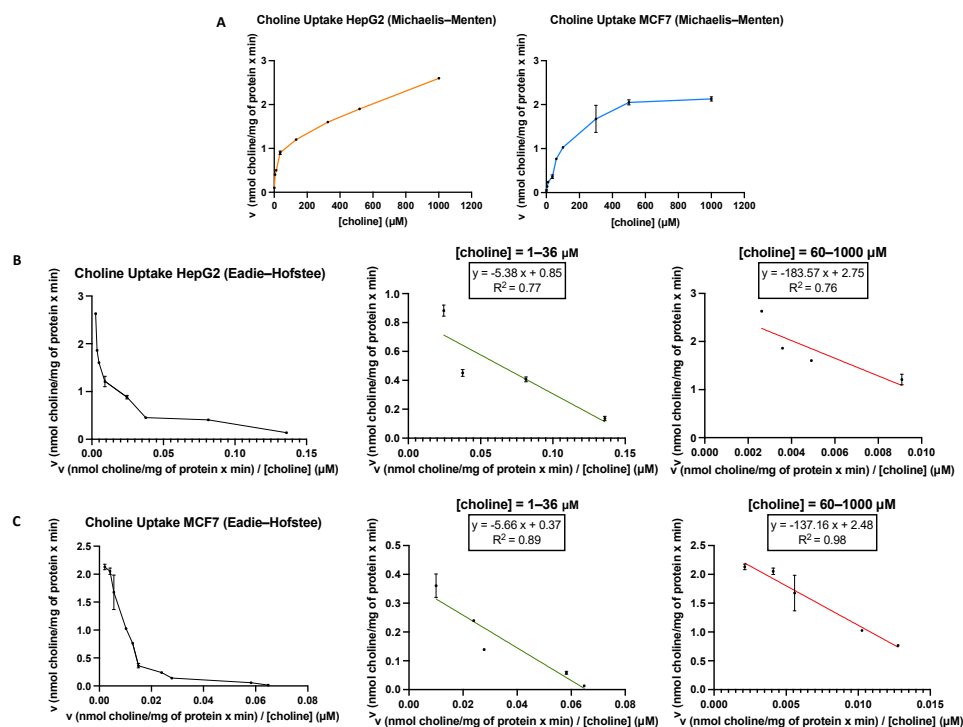 A
Choline Uptake HepG2 (Michaelis–Menten)
v (nmol choline/mg of protein x min)
3
2
1
0
0 200 400 600 800 1000 1200
[choline] (µM)
Choline Uptake MCF7 (Michaelis–Menten)
v (nmol choline/mg of protein x min)
3
2
1
0
0 200 400 600 800 1000 1200
[choline] (µM)
B
Choline Uptake HepG2 (Eadie–Hofstee)
v (nmol choline/mg of protein x min)
3
2
1
0
0.00 0.05 0.10 0.15
v (nmol choline/mg of protein x min) / [choline] (µM)
[choline] = 1–36 µM
y = -5.38 x + 0.85
R² = 0.77
v (nmol choline/mg of protein x min)
1.0
0.8
0.6
0.4
0.2
0.0
0.00 0.05 0.10 0.15
v (nmol choline/mg of protein x min) / [choline] (µM)
[choline] = 60–1000 µM
y = -183.57 x + 2.75
R² = 0.76
v (nmol choline/mg of protein x min)
3
2
1
0
0.000 0.002 0.004 0.006 0.008 0.010
v (nmol choline/mg of protein x min) / [choline] (µM)
C
Choline Uptake MCF7 (Eadie–Hofstee)
v (nmol choline/mg of protein x min)
2.5
2.0
1.5
1.0
0.5
0.0
0.00 0.02 0.04 0.06 0.08
v (nmol choline/mg of protein x min) / [choline] (µM)
[choline] = 1–36 µM
y = -5.66 x + 0.37
R² = 0.89
v (nmol choline/mg of protein x min)
0.5
0.4
0.3
0.2
0.1
0.0
0.00 0.02 0.04 0.06 0.08
v (nmol choline/mg of protein x min) / [choline] (µM)
[choline] = 60–1000 µM
y = -137.16 x + 2.48
R² = 0.98
v (nmol choline/mg of protein x min)
2.5
2.0
1.5
1.0
0.5
0.0
0.000 0.005 0.010 0.015
v (nmol choline/mg of protein x min) / [choline] (µM)